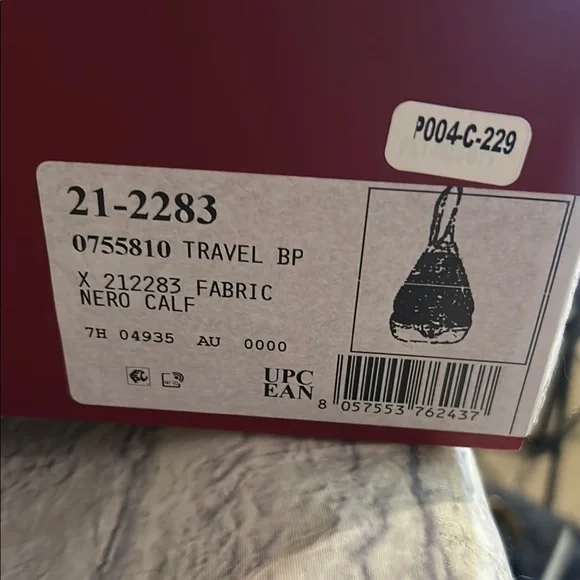 P004-C-229
21-2283
0755810 TRAVEL BP
X 212283 FABRIC
NERO CALF
7H 04935 AU 0000
UPC
EAN
8 057553 762437